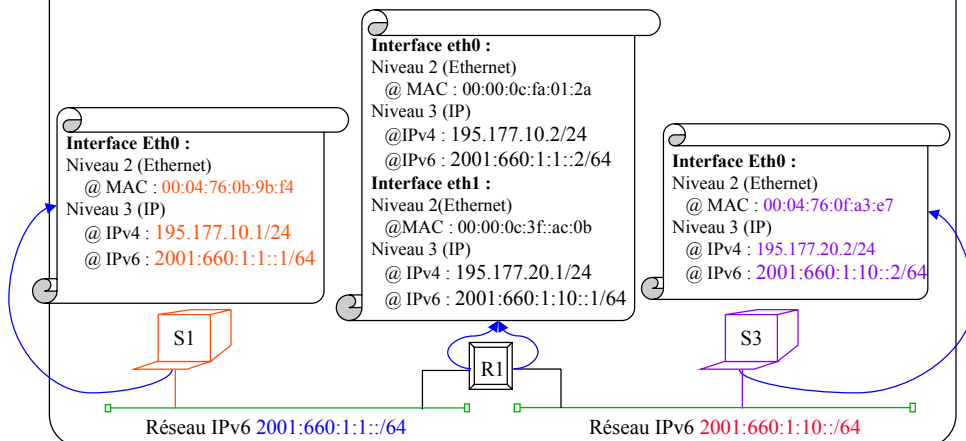 Interface eth0 :
Niveau 2 (Ethernet)
@ MAC : 00:00:0c:fa:01:2a
Niveau 3 (IP)
@IPv4 : 195.177.10.2/24
@IPv6 : 2001:660:1:1::2/64
Interface eth1 :
Niveau 2(Ethernet)
@MAC : 00:00:0c:3f::ac:0b
Niveau 3 (IP)
@ IPv4 : 195.177.20.1/24
@ IPv6 : 2001:660:1:10::1/64
Interface Eth0 :
Niveau 2 (Ethernet)
@ MAC : 00:04:76:0b:9b:f4
Niveau 3 (IP)
@ IPv4 : 195.177.10.1/24
@ IPv6 : 2001:660:1:1::1/64
Interface Eth0 :
Niveau 2 (Ethernet)
@ MAC : 00:04:76:0f:a3:e7
Niveau 3 (IP)
@ IPv4 : 195.177.20.2/24
@ IPv6 : 2001:660:1:10::2/64
S1
R1
S3
Réseau IPv6 2001:660:1:1::/64
Réseau IPv6 2001:660:1:10::/64